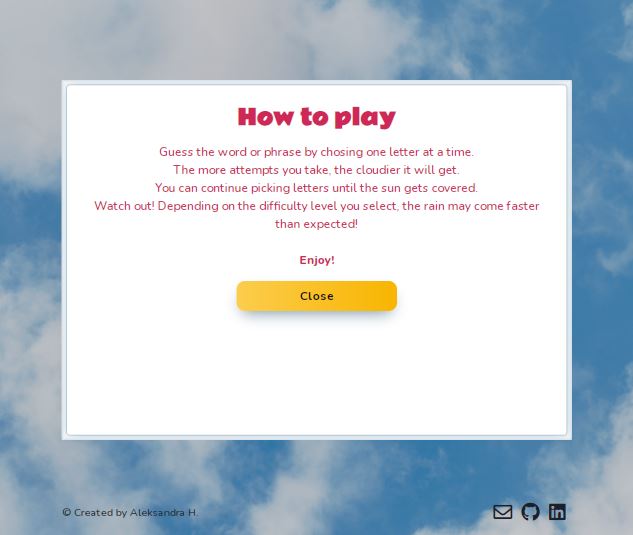 How to play
Guess the word or phrase by chosing one letter at a time.
The more attempts you take, the cloudier it will get.
You can continue picking letters until the sun gets covered.
Watch out! Depending on the difficulty level you select, the rain may come faster
than expected!
Enjoy!
Close
© Created by Aleksandra H.